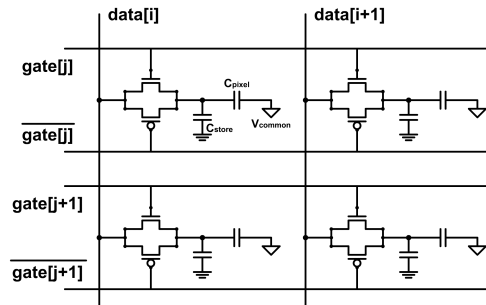 data[i] data[i+1]
gate[j]
Cpixel
gate[j]
Cstore
Vcommon
gate[j+1]
gate[j+1]